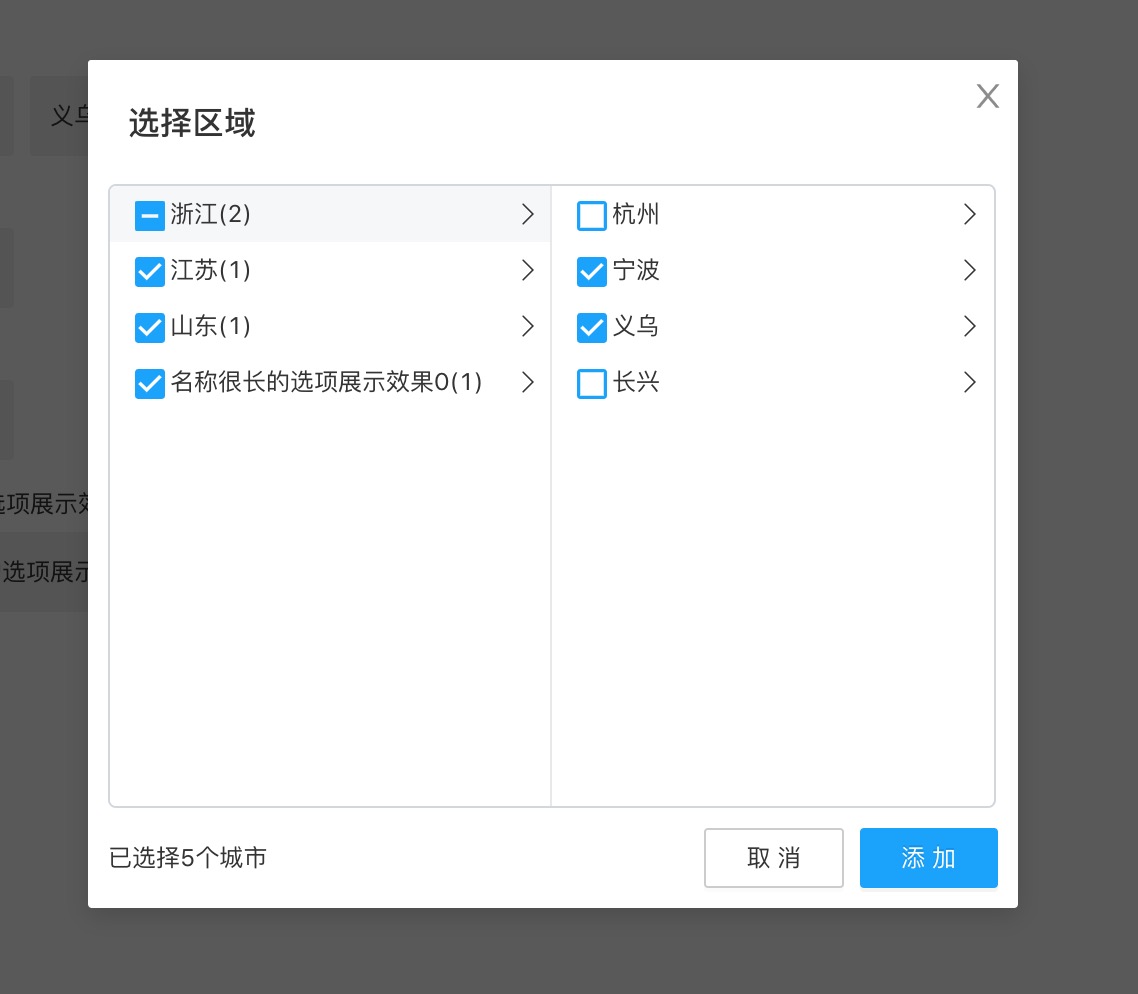 选择区域
浙江(2)
江苏(1)
山东(1)
名称很长的选项展示效果0(1)
杭州
宁波
义乌
长兴
已选择5个城市
取 消
添 加
义乌
选项展示效
选项展示